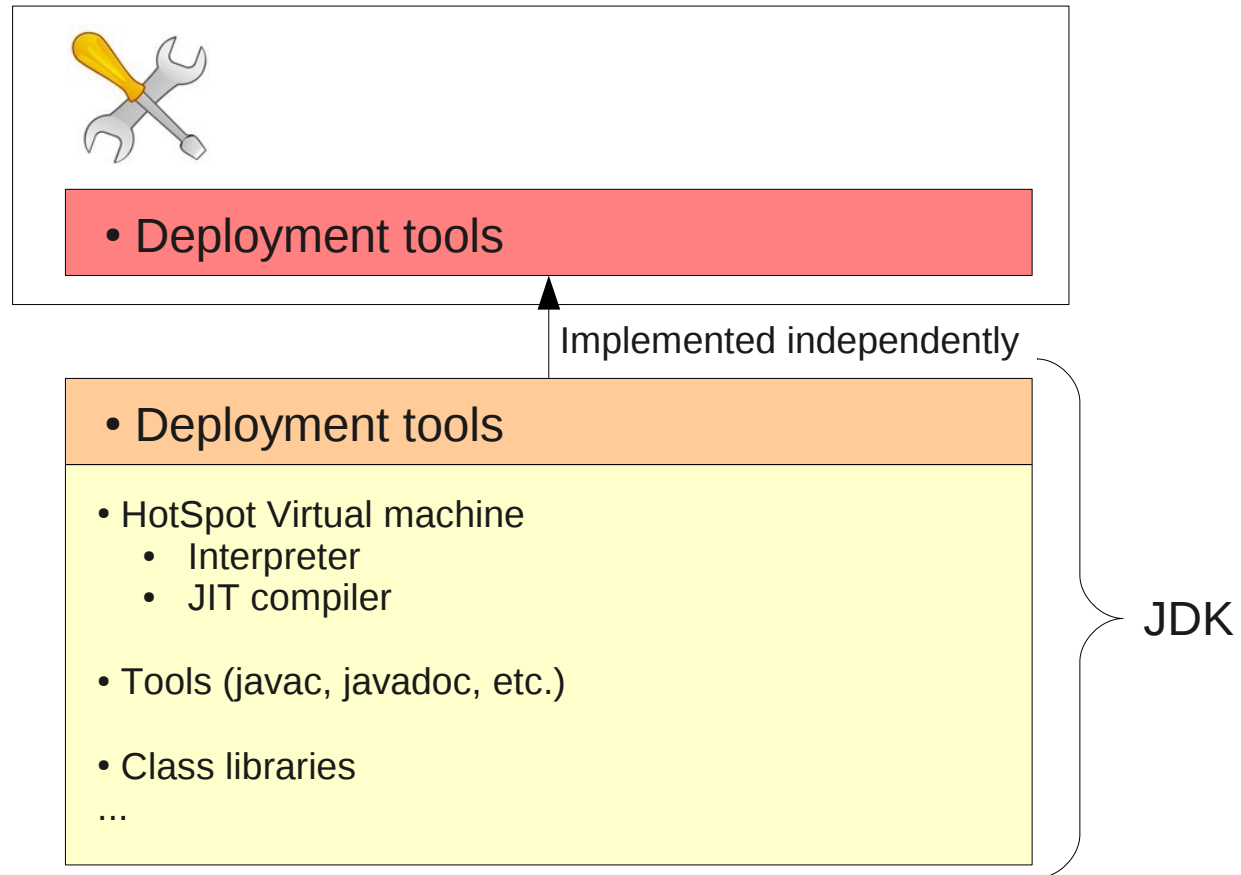 • Deployment tools
Implemented independently
• Deployment tools
• HotSpot Virtual machine
• Interpreter
• JIT compiler
JDK
• Tools (javac, javadoc, etc.)
• Class libraries
...